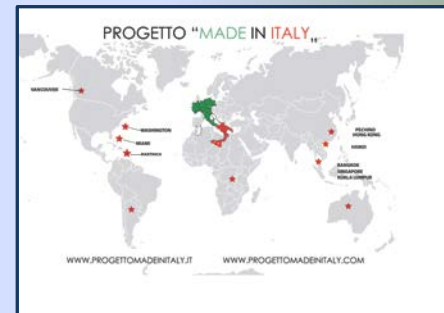 PROGETTO “MADE IN ITALY„
VANCOUVER
WASHINGTON
MIAMI
PECHINO
HONG KONG
HANOI
BANGKOK
SINGAPORE
KUALA LUMPUR
WWW.PROGETTOMADEINITALY.IT
WWW.PROGETTOMADEINITALY.COM